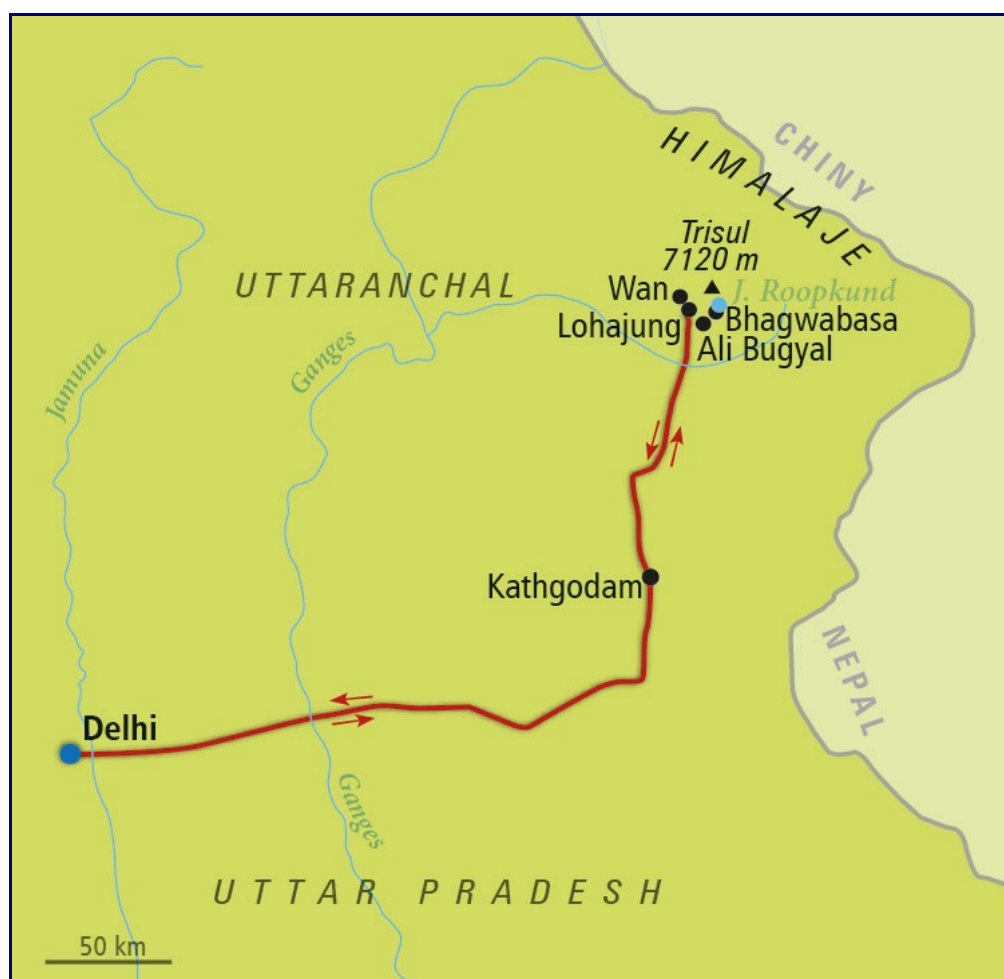 CHINY
HIMALAJE
Trisul
7120 m
UTTARANCHAL
Wan
J. Roopkund
Lohajung
Bhagwabasa
Ali Bugyal
Jamuna
Ganges
Kathgodam
NEPAL
Delhi
Ganges
UTTAR PRADESH
50 km